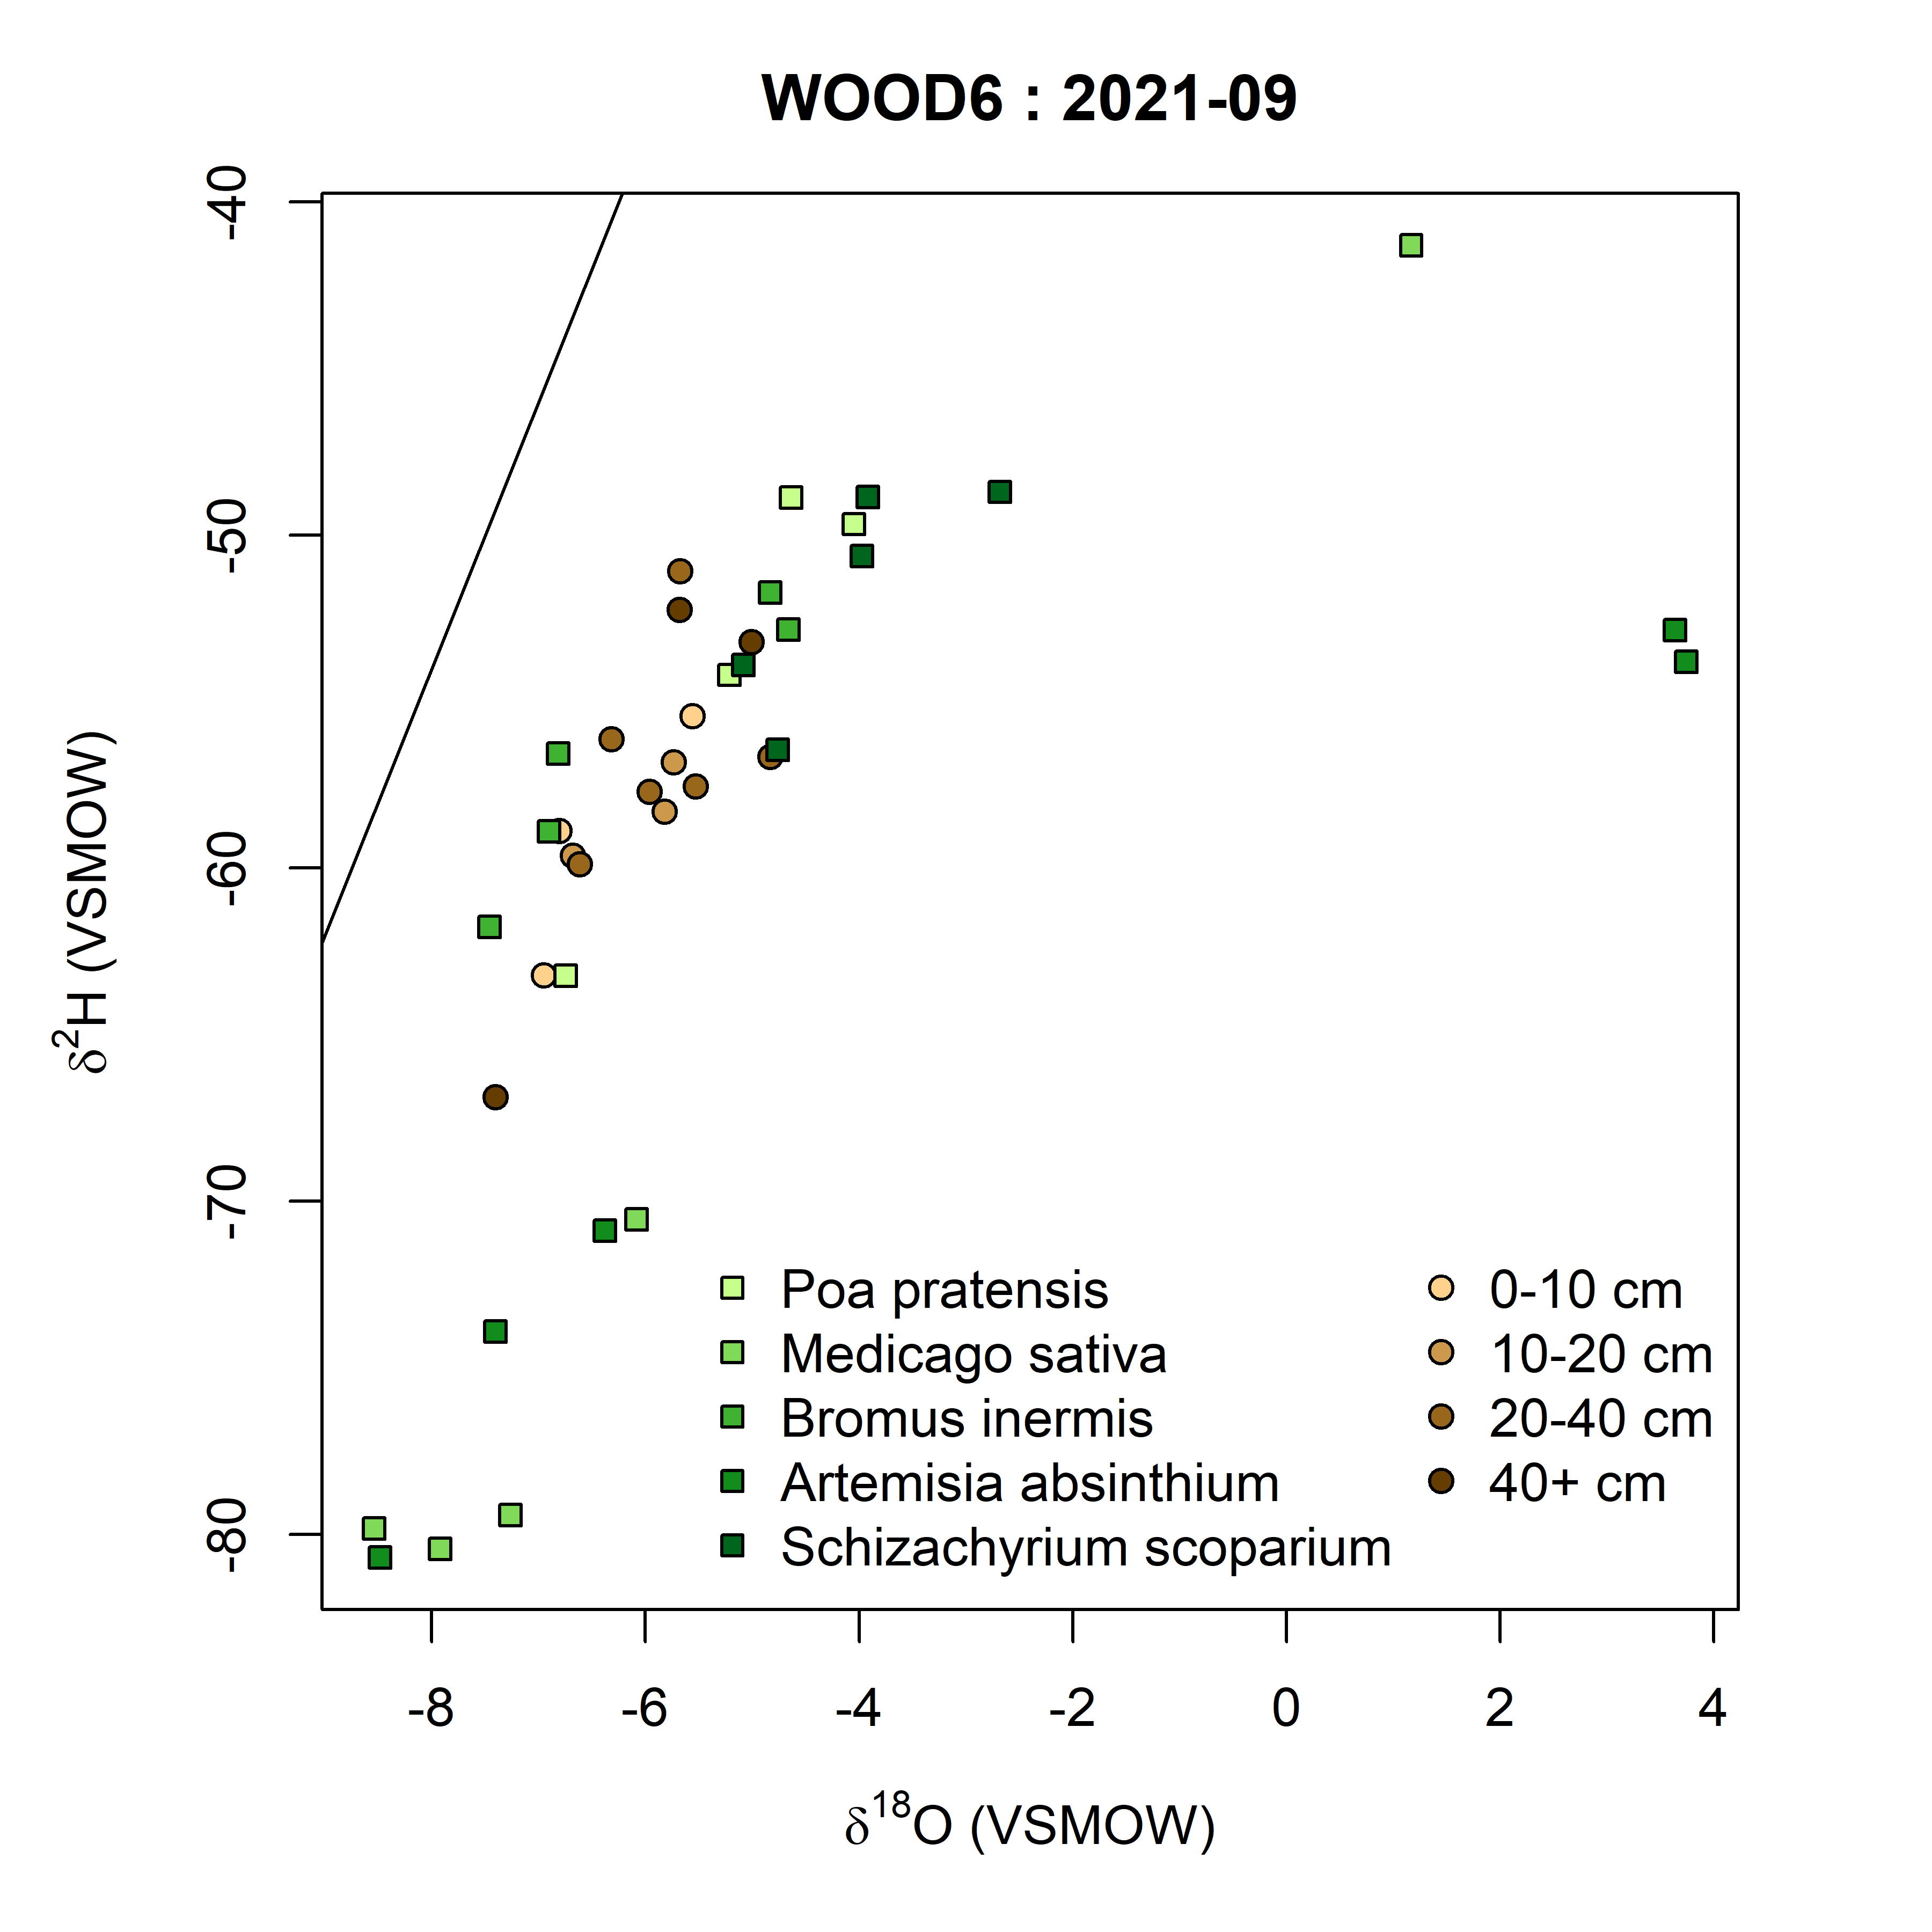 WOOD6 : 2021-09
-40
-50
-60
-70
-80
δ²H (VSMOW)
Poa pratensis
Medicago sativa
Bromus inermis
Artemisia absinthium
Schizachyrium scoparium
0-10 cm
10-20 cm
20-40 cm
40+ cm
-8 -6 -4 -2 0 2 4
δ¹⁸O (VSMOW)